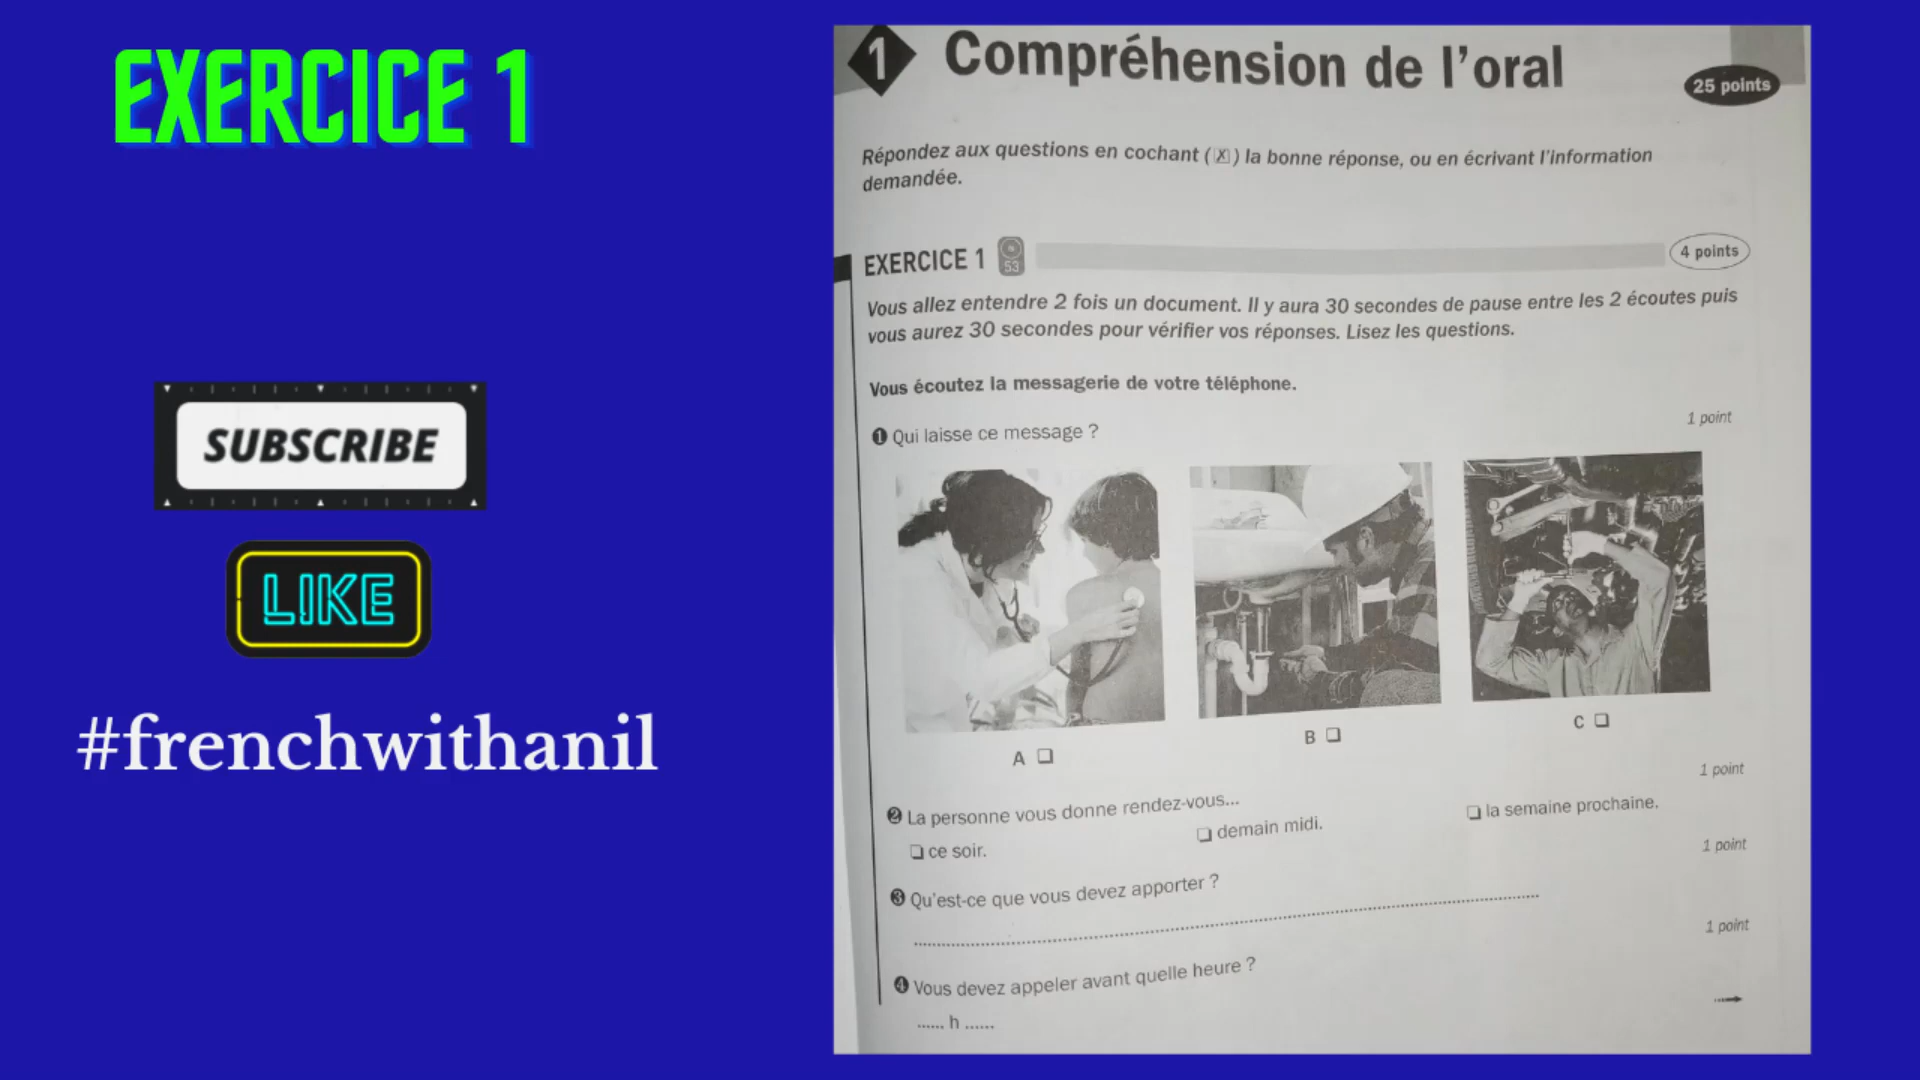 EXERCICE 1
SUBSCRIBE
LIKE
#frenchwithanil
1 Compréhension de l'oral
25 points
Répondez aux questions en cochant (X) la bonne réponse, ou en écrivant l'information
demandée.
EXERCICE 1 53
4 points
Vous allez entendre 2 fois un document. Il y aura 30 secondes de pause entre les 2 écoutes puis
vous aurez 30 secondes pour vérifier vos réponses. Lisez les questions.
Vous écoutez la messagerie de votre téléphone.
1 point
❶ Qui laisse ce message ?
A ❑ B ❑ C ❑
1 point
❷ La personne vous donne rendez-vous...
❑ ce soir. ❑ demain midi. ❑ la semaine prochaine.
1 point
❸ Qu'est-ce que vous devez apporter ?
1 point
❹ Vous devez appeler avant quelle heure ?
...... h ......